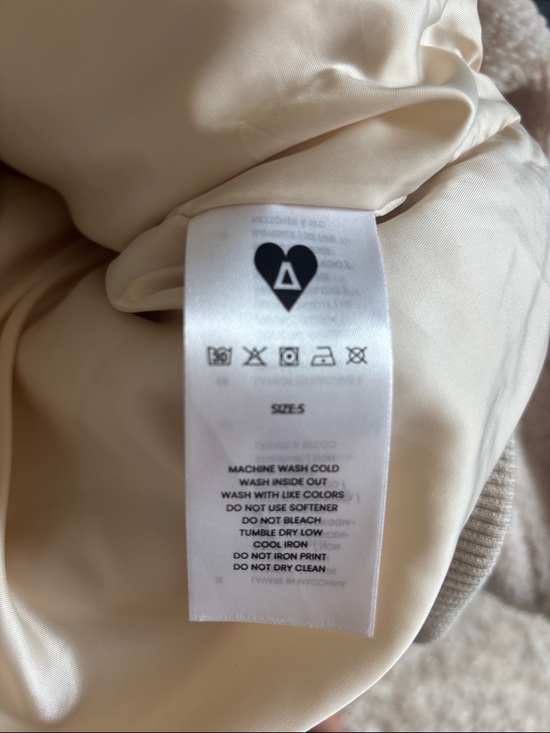 30
SIZE:S
MACHINE WASH COLD
WASH INSIDE OUT
WASH WITH LIKE COLORS
DO NOT USE SOFTENER
DO NOT BLEACH
TUMBLE DRY LOW
COOL IRON
DO NOT IRON PRINT
DO NOT DRY CLEAN